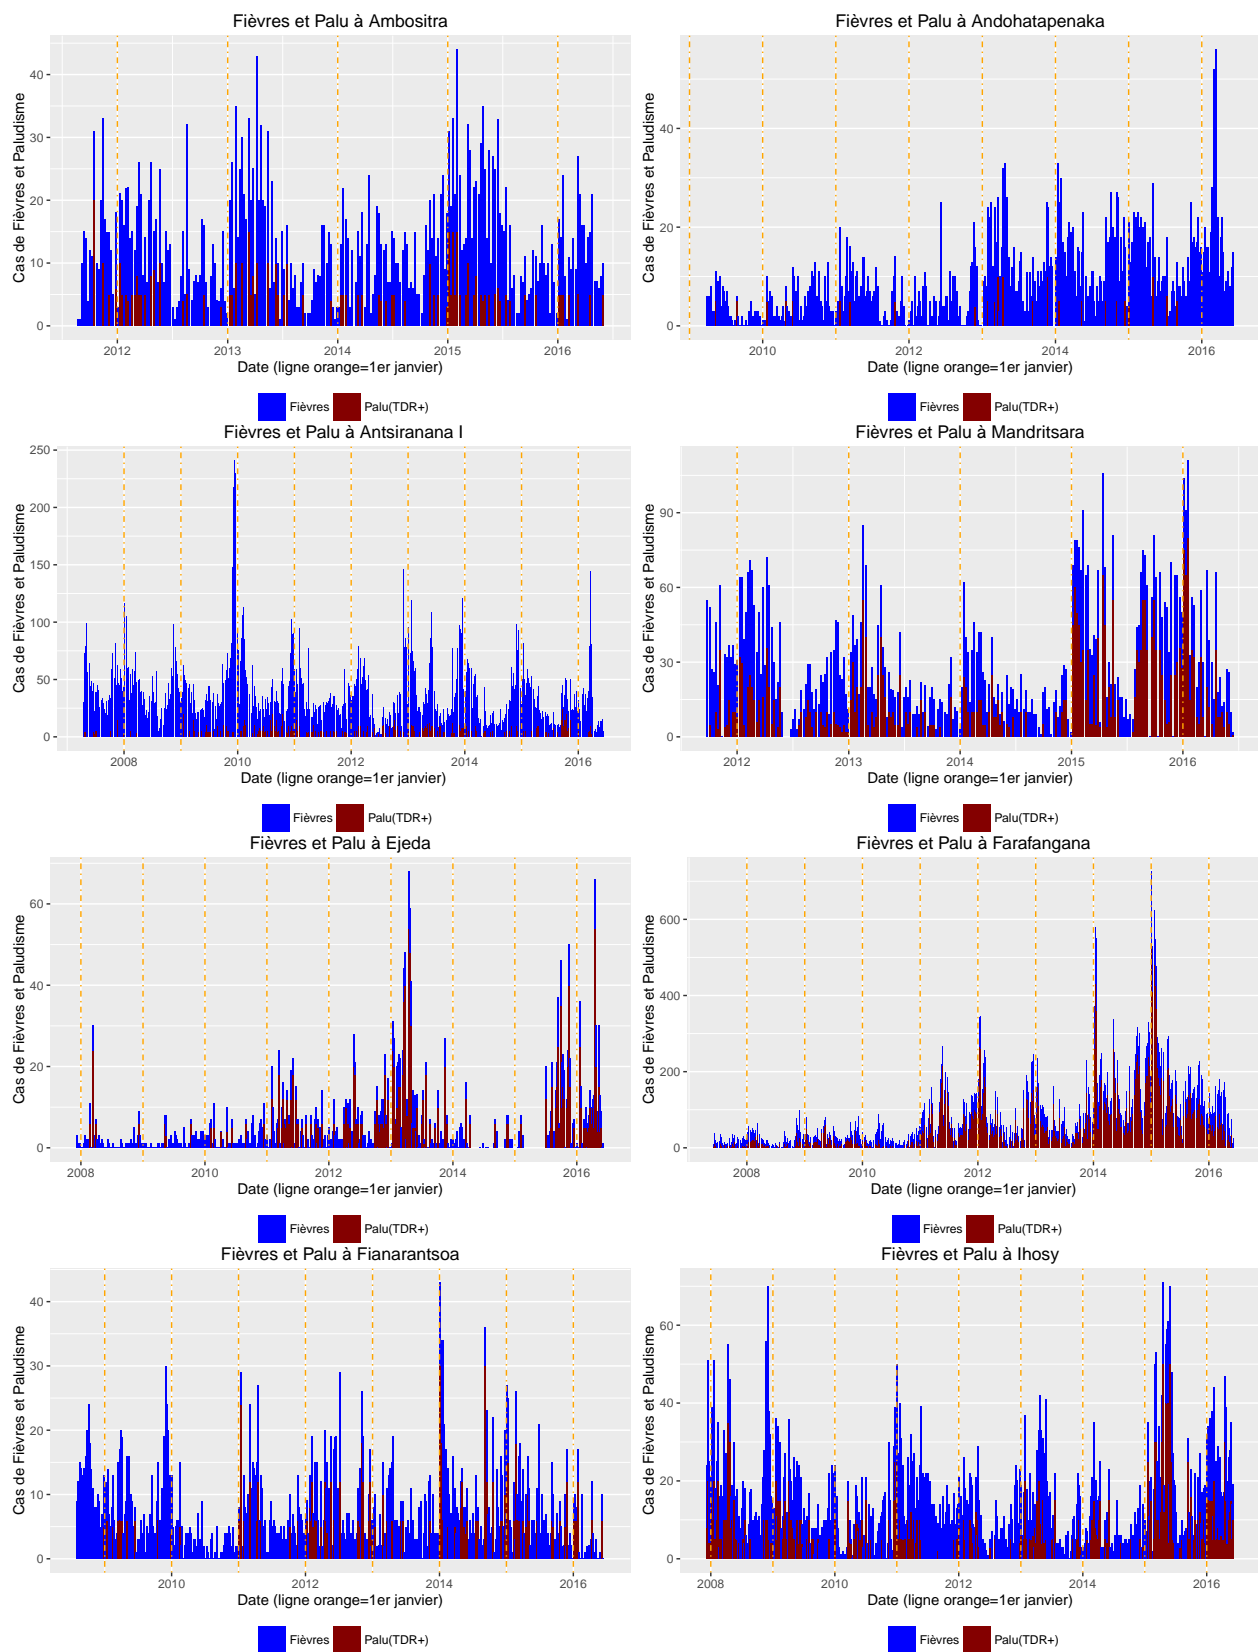 Fièvres et Palu à Ambositra
Cas de Fièvres et Paludisme
40
30
20
10
0
2012 2013 2014 2015 2016
Date (ligne orange=1er janvier)
Fièvres Palu(TDR+)
Fièvres et Palu à Andohatapenaka
Cas de Fièvres et Paludisme
40
20
0
2010 2012 2014 2016
Date (ligne orange=1er janvier)
Fièvres Palu(TDR+)
Fièvres et Palu à Antsiranana I
Cas de Fièvres et Paludisme
250
200
150
100
50
0
2008 2010 2012 2014 2016
Date (ligne orange=1er janvier)
Fièvres Palu(TDR+)
Fièvres et Palu à Mandritsara
Cas de Fièvres et Paludisme
90
60
30
0
2012 2013 2014 2015 2016
Date (ligne orange=1er janvier)
Fièvres Palu(TDR+)
Fièvres et Palu à Ejeda
Cas de Fièvres et Paludisme
60
40
20
0
2008 2010 2012 2014 2016
Date (ligne orange=1er janvier)
Fièvres Palu(TDR+)
Fièvres et Palu à Farafangana
Cas de Fièvres et Paludisme
600
400
200
0
2008 2010 2012 2014 2016
Date (ligne orange=1er janvier)
Fièvres Palu(TDR+)
Fièvres et Palu à Fianarantsoa
Cas de Fièvres et Paludisme
40
30
20
10
0
2010 2012 2014 2016
Date (ligne orange=1er janvier)
Fièvres Palu(TDR+)
Fièvres et Palu à Ihosy
Cas de Fièvres et Paludisme
60
40
20
0
2008 2010 2012 2014 2016
Date (ligne orange=1er janvier)
Fièvres Palu(TDR+)